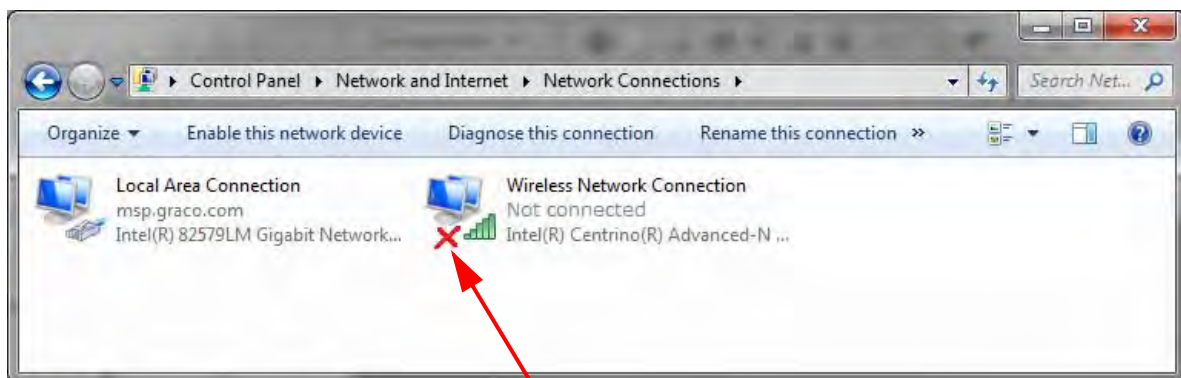 Control Panel Network and Internet Network Connections Search Net...
Organize Enable this network device Diagnose this connection Rename this connection »
Local Area Connection
msp.graco.com
Intel(R) 82579LM Gigabit Network...
Wireless Network Connection
Not connected
Intel(R) Centrino(R) Advanced-N ...